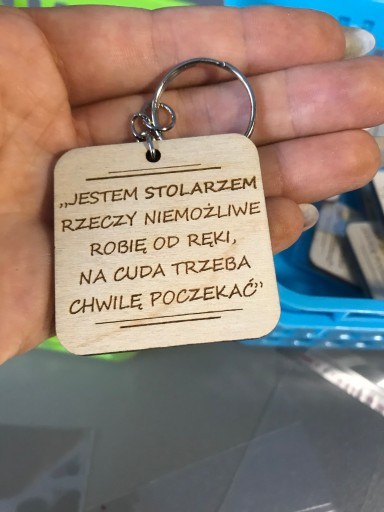 „JESTEM STOLARZEM
RZECZY NIEMOŻLIWE
ROBIĘ OD RĘKI,
NA CUDA TRZEBA
CHWILĘ POCZEKAĆ”